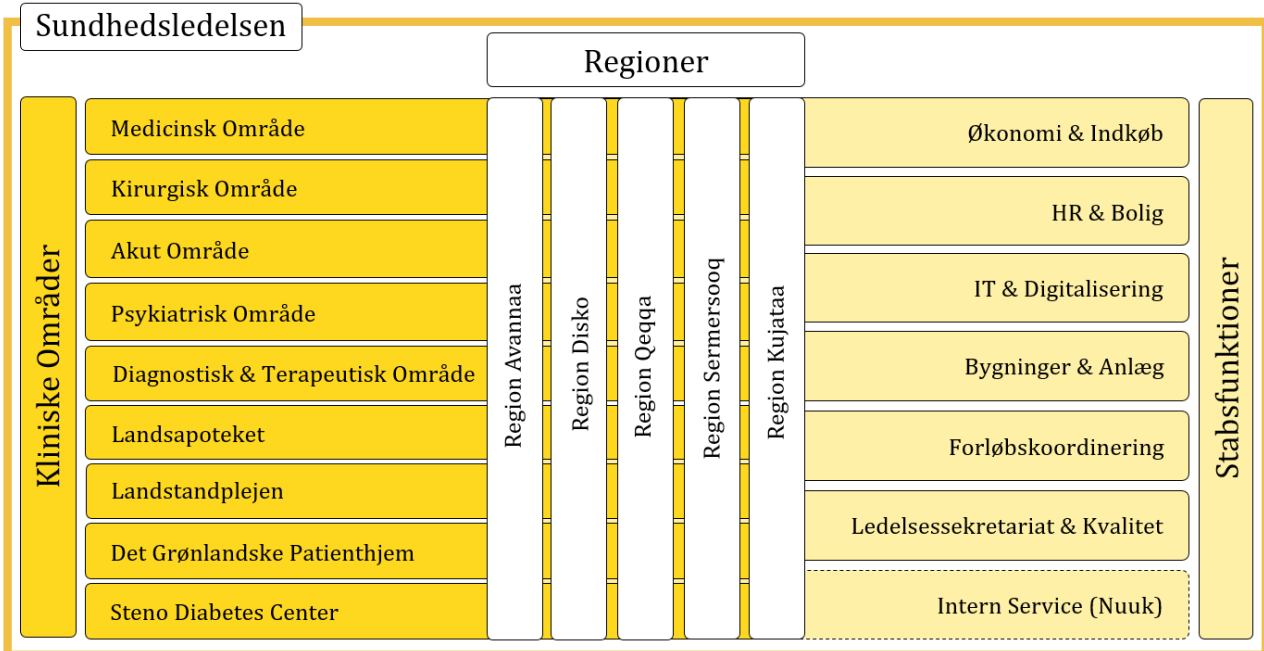 Sundhedsledelsen
Regioner
Kliniske Områder
Medicinsk Område
Kirurgisk Område
Akut Område
Psykiatrisk Område
Diagnostisk & Terapeutisk Område
Landsapoteket
Landstandplejen
Det Grønlandske Patienthjem
Steno Diabetes Center
Region Avannaa
Region Disko
Region Qeqqa
Region Sermersooq
Region Kujataa
Økonomi & Indkøb
HR & Bolig
IT & Digitalisering
Bygninger & Anlæg
Forløbskoordinering
Ledelsessekretariat & Kvalitet
Intern Service (Nuuk)
Stabsfunktioner